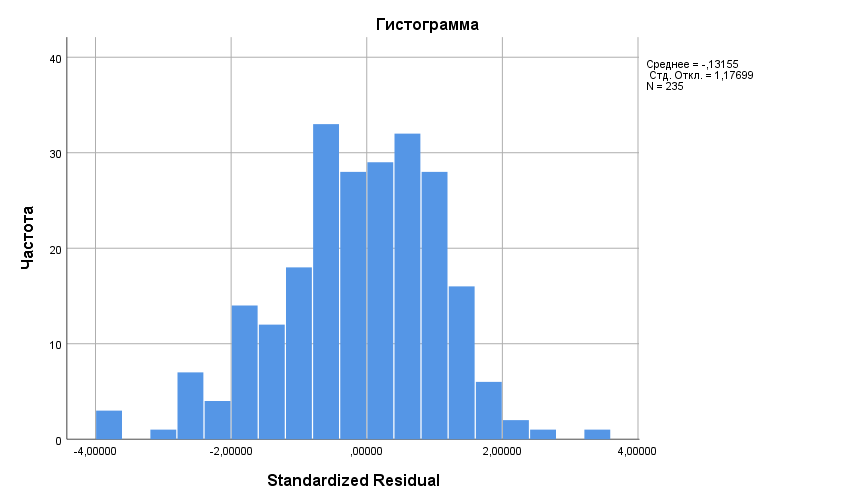 Гистограмма
Среднее = -,13155
Стд. Откл. = 1,17699
N = 235
Частота
40
30
20
10
0
-4,00000
-2,00000
,00000
2,00000
4,00000
Standardized Residual